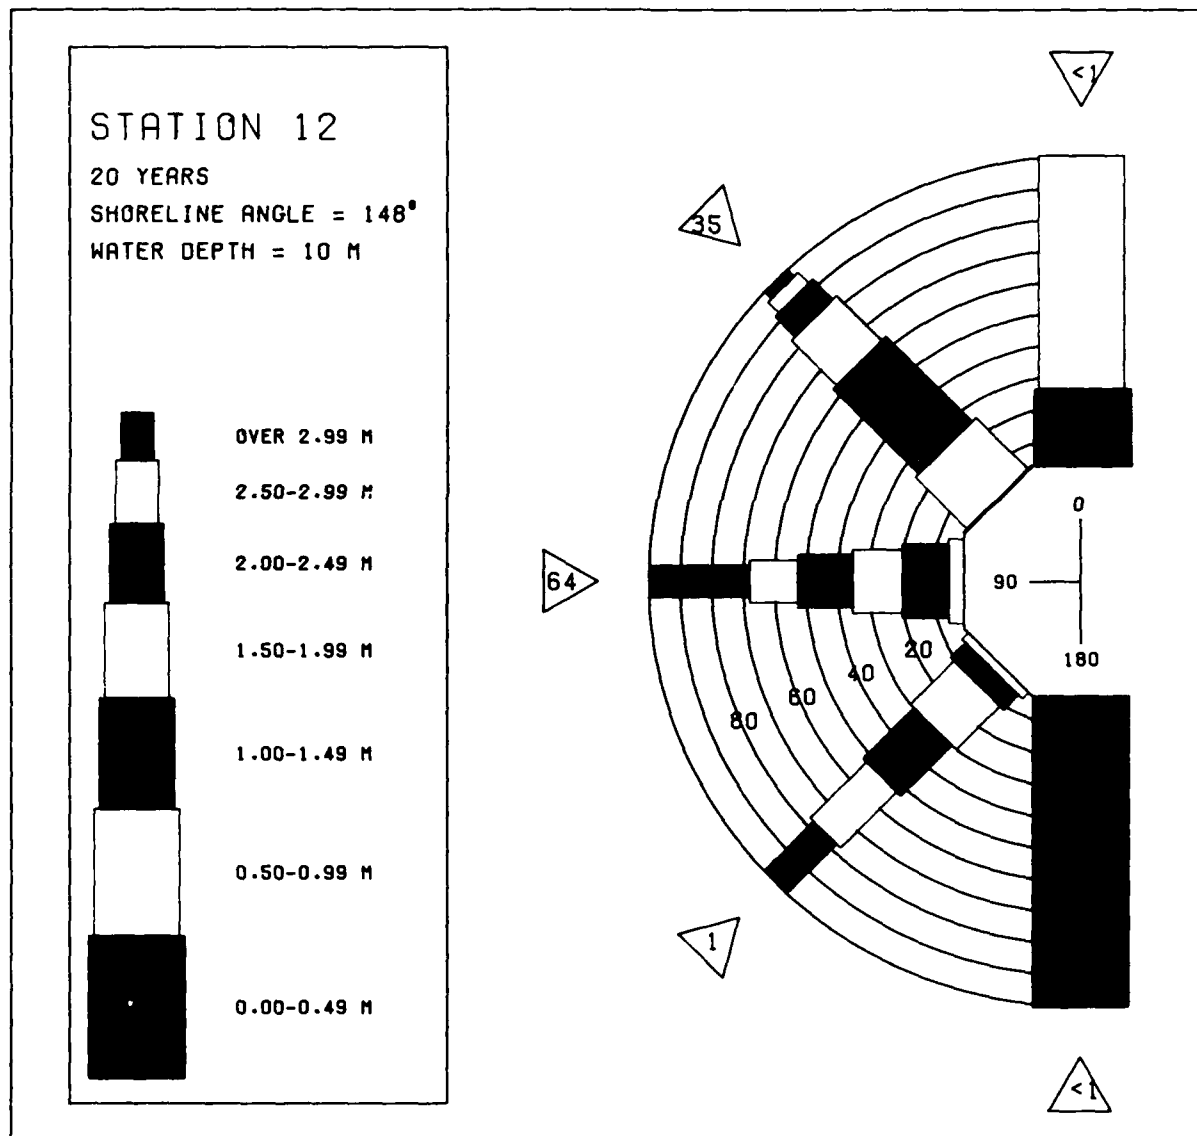 STATION 12
20 YEARS
SHORELINE ANGLE = 148°
WATER DEPTH = 10 M
OVER 2.99 M
2.50-2.99 M
2.00-2.49 M
1.50-1.99 M
1.00-1.49 M
0.50-0.99 M
0.00-0.49 M
<1
35
64
1
<1
0
90
180
20
40
60
80